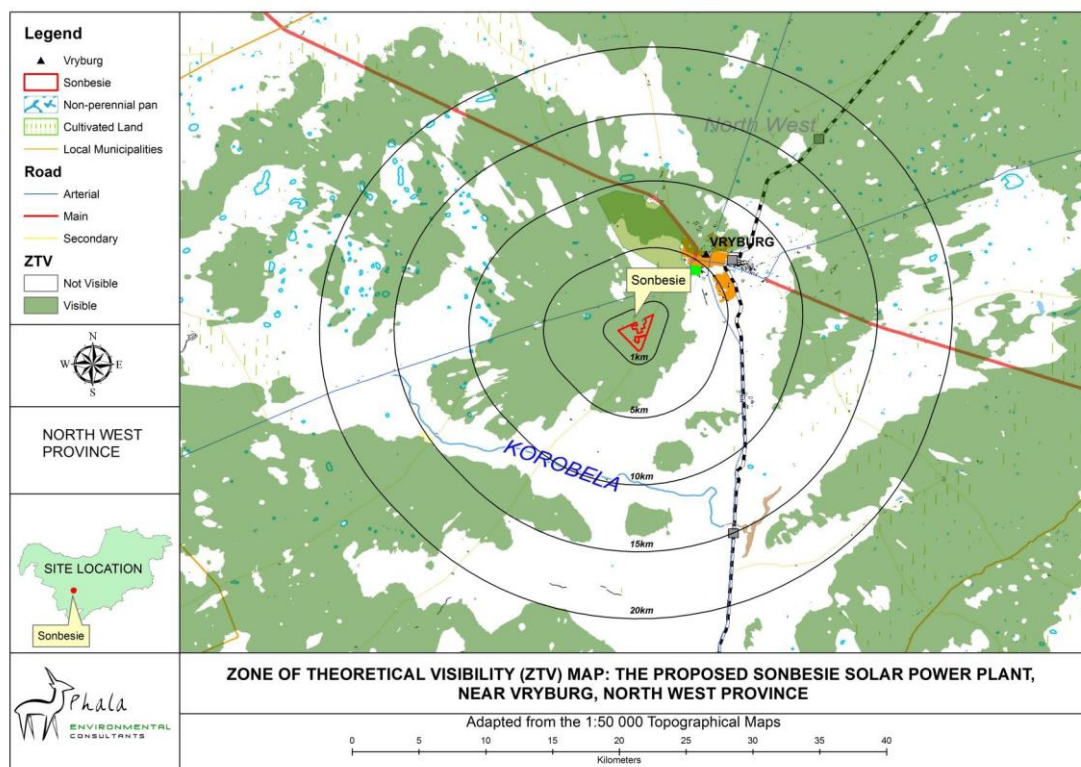 Legend
Vryburg
Sonbesie
Non-perennial pan
Cultivated Land
Local Municipalities
Road
Arterial
Main
Secondary
ZTV
Not Visible
Visible
N
W E
S
NORTH WEST
PROVINCE
SITE LOCATION
Sonbesie
Phala
ENVIRONMENTAL
CONSULTANTS
North West
VRYBURG
Sonbesie
1km
5km
KOROBELA
10km
15km
20km
ZONE OF THEORETICAL VISIBILITY (ZTV) MAP: THE PROPOSED SONBESIE SOLAR POWER PLANT,
NEAR VRYBURG, NORTH WEST PROVINCE
Adapted from the 1:50 000 Topographical Maps
0 5 10 15 20 25 30 35 40
Kilometers